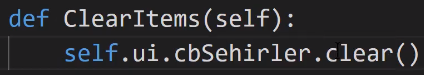 def ClearItems(self):
    self.ui.cbSehirler.clear()